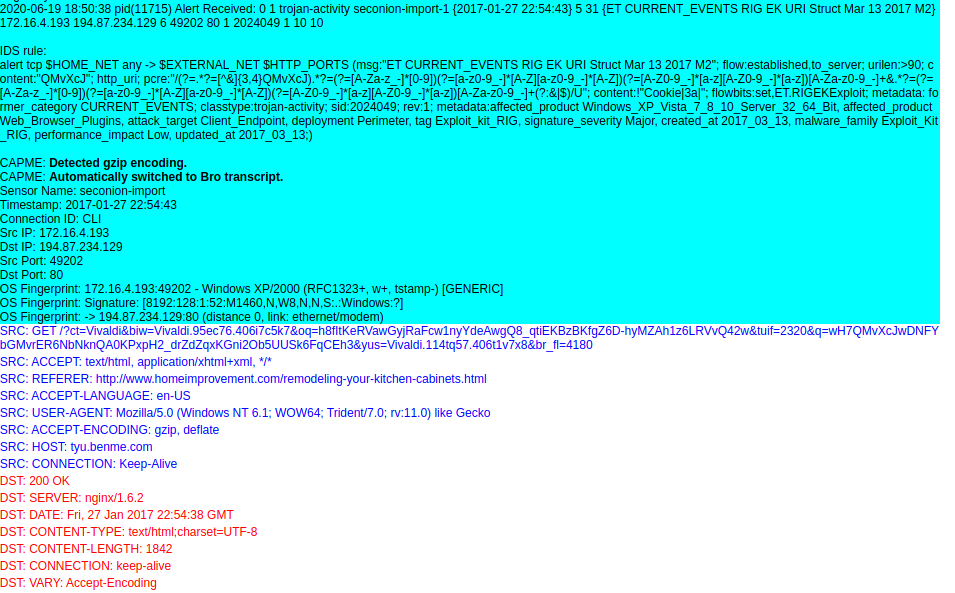 2020-06-19 18:50:38 pid(11715) Alert Received: 0 1 trojan-activity seconion-import-1 {2017-01-27 22:54:43} 5 31 {ET CURRENT_EVENTS RIG EK URI Struct Mar 13 2017 M2}
172.16.4.193 194.87.234.129 6 49202 80 1 2024049 1 10 10
IDS rule:
alert tcp $HOME_NET any -> $EXTERNAL_NET $HTTP_PORTS (msg:"ET CURRENT_EVENTS RIG EK URI Struct Mar 13 2017 M2"; flow:established,to_server; urilen:>90; c
ontent:"QMvXcJ"; http_uri; pcre:"/(?=.*?=[^&]{3,4}QMvXcJ).*?=(?=[A-Za-z_-]*[0-9])(?=[a-z0-9_-]*[A-Z][a-z0-9_-]*[A-Z])(?=[A-Z0-9_-]*[a-z][A-Z0-9_-]*[a-z])[A-Za-z0-9_-]+&.*?=(?=
[A-Za-z_-]*[0-9])(?=[a-z0-9_-]*[A-Z][a-z0-9_-]*[A-Z])(?=[A-Z0-9_-]*[a-z][A-Z0-9_-]*[a-z])[A-Za-z0-9_-]+(?:&|$)/U"; content:!"Cookie|3a|"; flowbits:set,ET.RIGEKExploit; metadata: fo
rmer_category CURRENT_EVENTS; classtype:trojan-activity; sid:2024049; rev:1; metadata:affected_product Windows_XP_Vista_7_8_10_Server_32_64_Bit, affected_product
Web_Browser_Plugins, attack_target Client_Endpoint, deployment Perimeter, tag Exploit_kit_RIG, signature_severity Major, created_at 2017_03_13, malware_family Exploit_Kit
_RIG, performance_impact Low, updated_at 2017_03_13;)
CAPME: Detected gzip encoding.
CAPME: Automatically switched to Bro transcript.
Sensor Name: seconion-import
Timestamp: 2017-01-27 22:54:43
Connection ID: CLI
Src IP: 172.16.4.193
Dst IP: 194.87.234.129
Src Port: 49202
Dst Port: 80
OS Fingerprint: 172.16.4.193:49202 - Windows XP/2000 (RFC1323+, w+, tstamp-) [GENERIC]
OS Fingerprint: Signature: [8192:128:1:52:M1460,N,W8,N,N,S:.:Windows:?]
OS Fingerprint: -> 194.87.234.129:80 (distance 0, link: ethernet/modem)
SRC: GET /?ct=Vivaldi&biw=Vivaldi.95ec76.406i7c5k7&oq=h8fItKeRVawGyjRaFcw1nyYdeAwgQ8_qtiEKBzBKfgZ6D-hyMZAh1z6LRVvQ42w&tuif=2320&q=wH7QMvXcJwDNFY
bGMvrER6NbNknQA0KPxpH2_drZdZqxKGni2Ob5UUSk6FqCEh3&yus=Vivaldi.114tq57.406t1v7x8&br_fl=4180
SRC: ACCEPT: text/html, application/xhtml+xml, */*
SRC: REFERER: http://www.homeimprovement.com/remodeling-your-kitchen-cabinets.html
SRC: ACCEPT-LANGUAGE: en-US
SRC: USER-AGENT: Mozilla/5.0 (Windows NT 6.1; WOW64; Trident/7.0; rv:11.0) like Gecko
SRC: ACCEPT-ENCODING: gzip, deflate
SRC: HOST: tyu.benme.com
SRC: CONNECTION: Keep-Alive
DST: 200 OK
DST: SERVER: nginx/1.6.2
DST: DATE: Fri, 27 Jan 2017 22:54:38 GMT
DST: CONTENT-TYPE: text/html;charset=UTF-8
DST: CONTENT-LENGTH: 1842
DST: CONNECTION: keep-alive
DST: VARY: Accept-Encoding